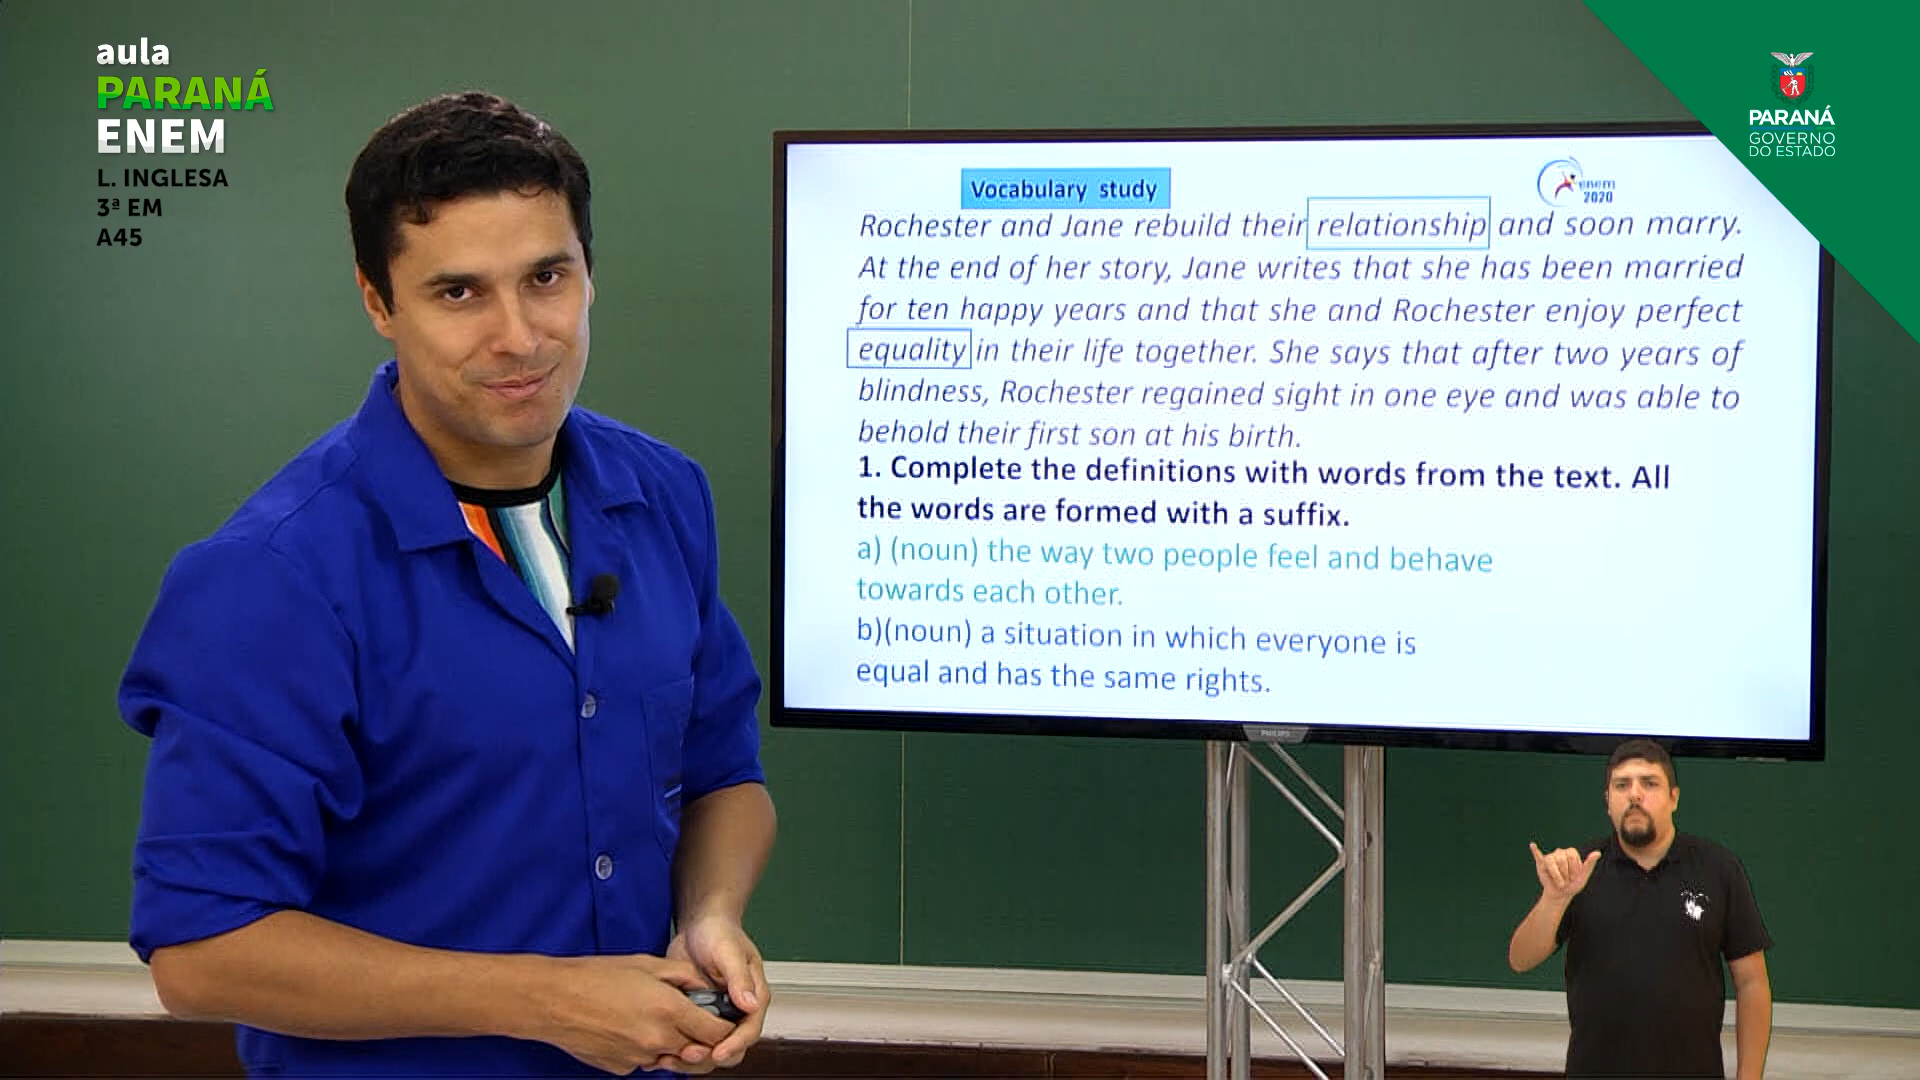 aula
PARANÁ
ENEM
L. INGLESA
3ª EM
A45
PARANÁ
GOVERNO
DO ESTADO
Vocabulary study
enem
2020
Rochester and Jane rebuild their relationship and soon marry.
At the end of her story, Jane writes that she has been married
for ten happy years and that she and Rochester enjoy perfect
equality in their life together. She says that after two years of
blindness, Rochester regained sight in one eye and was able to
behold their first son at his birth.
1. Complete the definitions with words from the text. All
the words are formed with a suffix.
a) (noun) the way two people feel and behave
towards each other.
b)(noun) a situation in which everyone is
equal and has the same rights.
PHILIPS